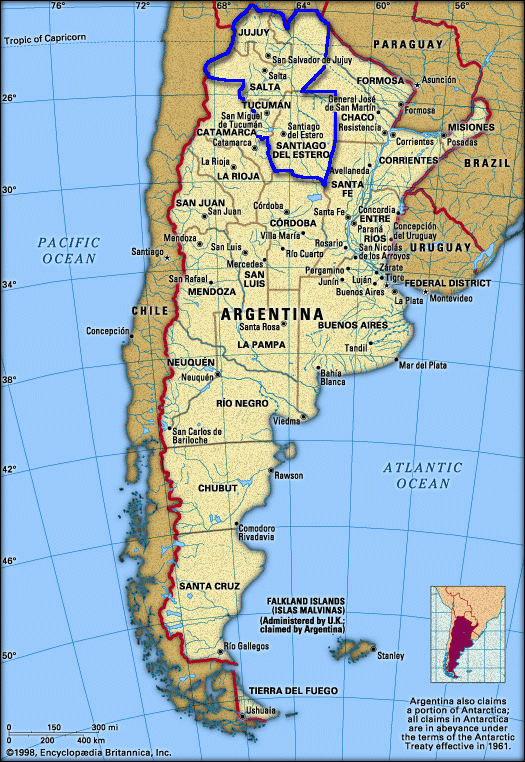 76°
72°
68°
64°
60°
56°
Tropic of Capricorn
26°
30°
34°
38°
42°
46°
50°
PACIFIC
OCEAN
ATLANTIC
OCEAN
PARAGUAY
Asunción
BRAZIL
URUGUAY
Montevideo
CHILE
Santiago
Concepción
ARGENTINA
JUJUY
San Salvador de Jujuy
Salta
SALTA
FORMOSA
Formosa
General José
de San Martín
CHACO
Resistencia
TUCUMÁN
San Miguel
de Tucumán
CATAMARCA
Catamarca
Santiago
del Estero
SANTIAGO
DEL ESTERO
MISIONES
Posadas
Corrientes
CORRIENTES
Avellaneda
SANTA
FE
La Rioja
LA RIOJA
SAN JUAN
San Juan
Córdoba
CÓRDOBA
Santa Fe
Concordia
ENTRE
RIOS
Paraná
Concepción
del Uruguay
Villa María
Mendoza
San Luis
Río Cuarto
Rosario
San Nicolás
de los Arroyos
Mercedes
SAN
LUIS
Pergamino
Zárate
Tigre
Junín
Luján
FEDERAL DISTRICT
San Rafael
MENDOZA
Buenos Aires
La Plata
Santa Rosa
BUENOS AIRES
LA PAMPA
Tandil
NEUQUÉN
Neuquén
Bahía
Blanca
Mar del Plata
RÍO NEGRO
Viedma
San Carlos de
Bariloche
Rawson
CHUBUT
Comodoro
Rivadavia
SANTA CRUZ
FALKLAND ISLANDS
(ISLAS MALVINAS)
(Administered by U.K.;
claimed by Argentina)
Río Gallegos
Stanley
TIERRA DEL FUEGO
Ushuaia
Argentina also claims
a portion of Antarctica;
all claims in Antarctica
are in abeyance under
the terms of the Antarctic
Treaty effective in 1961.
0 150 300 mi
0 200 400 km
©1998, Encyclopædia Britannica, Inc.